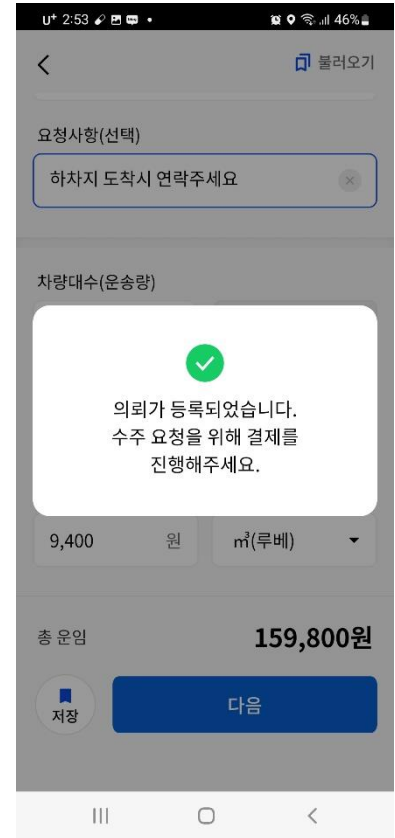 U⁺ 2:53 46%
불러오기
요청사항(선택)
하차지 도착시 연락주세요
차량대수(운송량)
의뢰가 등록되었습니다.
수주 요청을 위해 결제를
진행해주세요.
9,400 원 ㎥(루베)
총 운임 159,800원
저장 다음